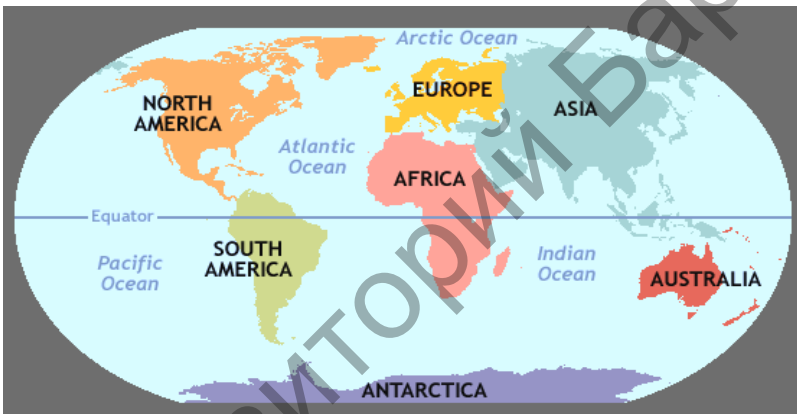 Arctic Ocean
EUROPE
NORTH
AMERICA
ASIA
Atlantic
Ocean
AFRICA
Equator
SOUTH
AMERICA
Pacific
Ocean
Indian
Ocean
AUSTRALIA
ANTARCTICA